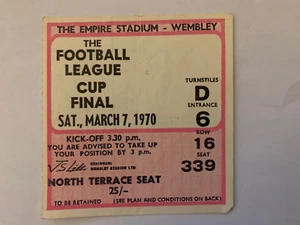 THE EMPIRE STADIUM - WEMBLEY
THE
FOOTBALL
LEAGUE
CUP
FINAL
SAT., MARCH 7, 1970
TURNSTILES
D
ENTRANCE
6
ROW
16
SEAT
339
KICK-OFF 3.30 p.m.
YOU ARE ADVISED TO TAKE UP
YOUR POSITION BY 3 p.m.
CHAIRMAN:
WEMBLEY STADIUM LTD
NORTH TERRACE SEAT
25/-
TO BE RETAINED (SEE PLAN AND CONDITIONS ON BACK)